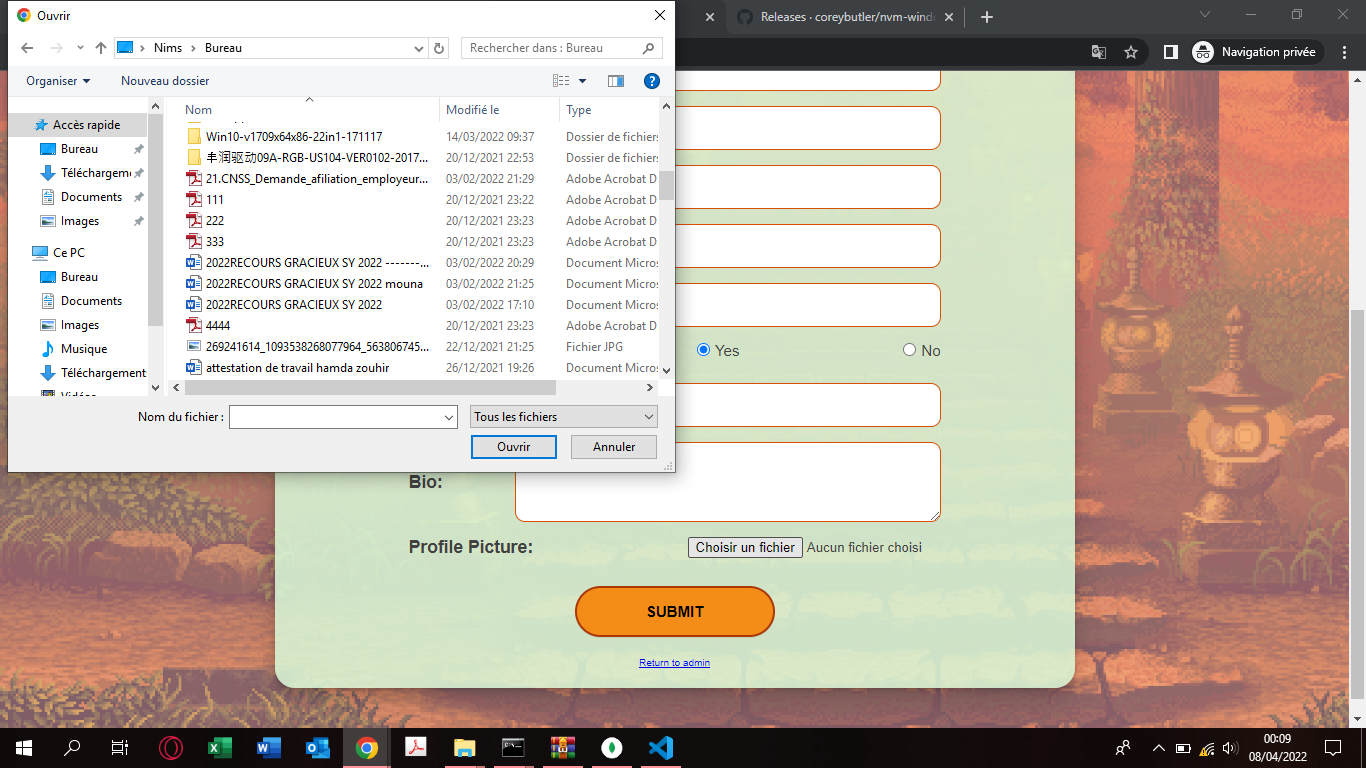 Ouvrir
Releases · coreybutler/nvm-wind
Nims > Bureau
Rechercher dans : Bureau
Navigation privée
Organiser
Nouveau dossier
Nom
Modifié le
Type
Accès rapide
Bureau
Téléchargem
Documents
Images
Ce PC
Bureau
Documents
Images
Musique
Téléchargement
Win10-v1709x64x86-22in1-171117 14/03/2022 09:37 Dossier de fichiers
丰润驱动09A-RGB-US104-VER0102-2017... 20/12/2021 22:53 Dossier de fichiers
21.CNSS_Demande_afiliation_employeur... 03/02/2022 21:29 Adobe Acrobat D
111 20/12/2021 23:22 Adobe Acrobat D
222 20/12/2021 23:23 Adobe Acrobat D
333 20/12/2021 23:23 Adobe Acrobat D
2022RECOURS GRACIEUX SY 2022 --------... 03/02/2022 20:29 Document Micros
2022RECOURS GRACIEUX SY 2022 mouna 03/02/2022 21:25 Document Micros
2022RECOURS GRACIEUX SY 2022 03/02/2022 17:10 Document Micros
4444 20/12/2021 23:23 Adobe Acrobat D
269241614_1093538268077964_563806745... 22/12/2021 21:25 Fichier JPG
attestation de travail hamda zouhir 26/12/2021 19:26 Document Micros
Nom du fichier :
Tous les fichiers
Ouvrir
Annuler
Yes
No
Bio:
Profile Picture:
Choisir un fichier Aucun fichier choisi
SUBMIT
Return to admin
00:09
08/04/2022